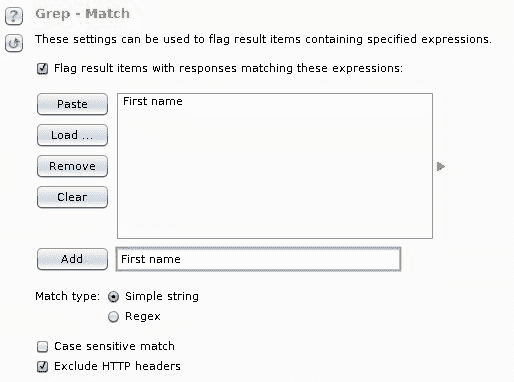 ? Grep - Match
These settings can be used to flag result items containing specified expressions.
Flag result items with responses matching these expressions:
Paste
First name
Load ...
Remove
Clear
Add
First name
Match type: Simple string
Regex
Case sensitive match
Exclude HTTP headers